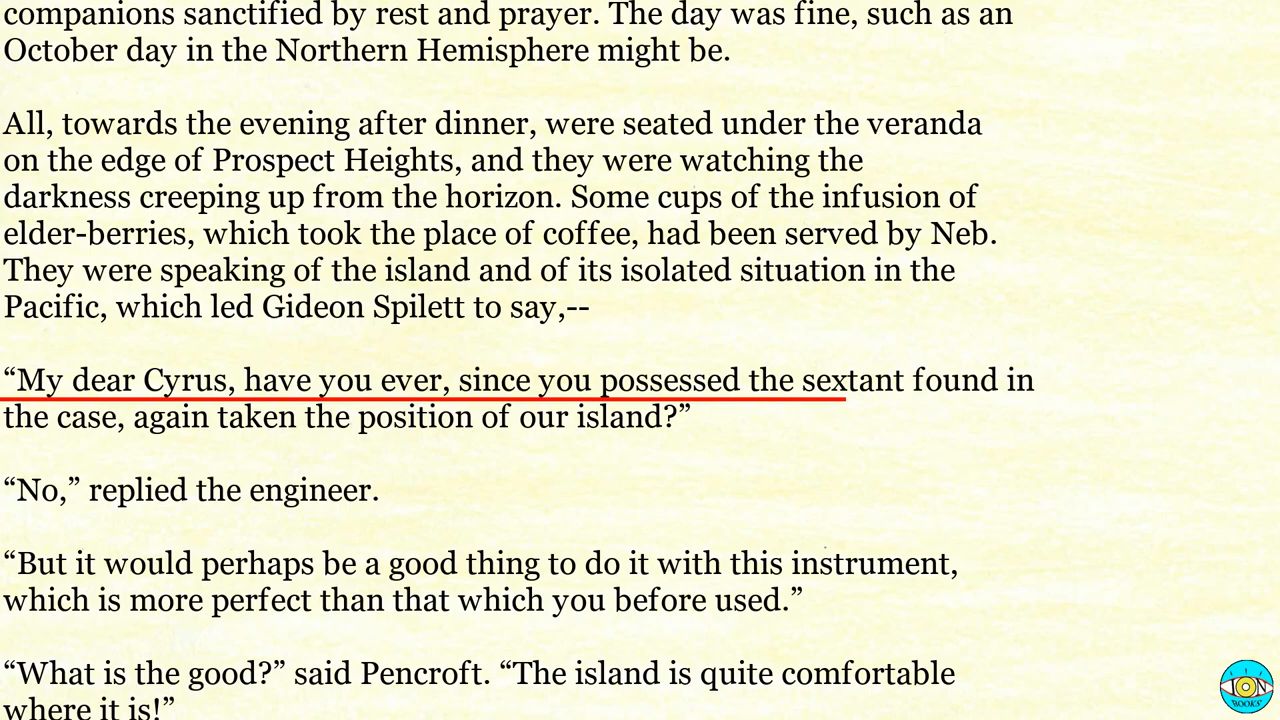 companions sanctified by rest and prayer. The day was fine, such as an
October day in the Northern Hemisphere might be.
All, towards the evening after dinner, were seated under the veranda
on the edge of Prospect Heights, and they were watching the
darkness creeping up from the horizon. Some cups of the infusion of
elder-berries, which took the place of coffee, had been served by Neb.
They were speaking of the island and of its isolated situation in the
Pacific, which led Gideon Spilett to say,--
“My dear Cyrus, have you ever, since you possessed the sextant found in
the case, again taken the position of our island?”
“No,” replied the engineer.
“But it would perhaps be a good thing to do it with this instrument,
which is more perfect than that which you before used.”
“What is the good?” said Pencroft. “The island is quite comfortable
where it is!”
ION
BOOKS